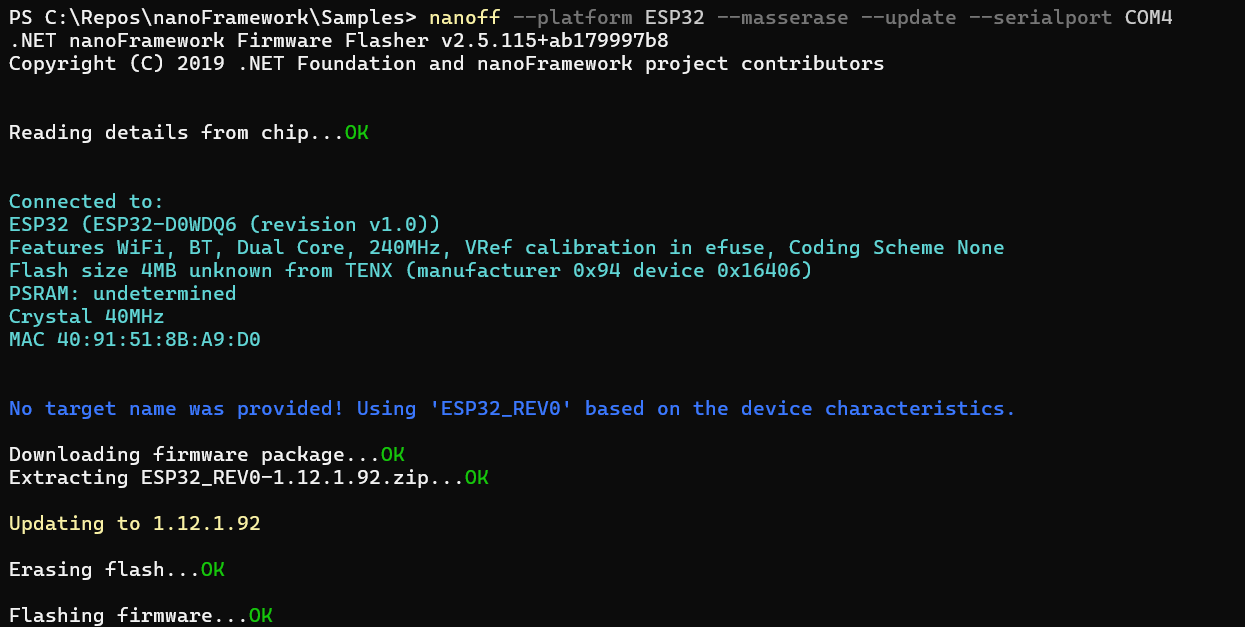 PS C:\Repos\nanoFramework\Samples> nanoff --platform ESP32 --masserase --update --serialport COM4
.NET nanoFramework Firmware Flasher v2.5.115+ab179997b8
Copyright (C) 2019 .NET Foundation and nanoFramework project contributors
Reading details from chip...OK
Connected to:
ESP32 (ESP32-D0WDQ6 (revision v1.0))
Features WiFi, BT, Dual Core, 240MHz, VRef calibration in efuse, Coding Scheme None
Flash size 4MB unknown from TENX (manufacturer 0x94 device 0x16406)
PSRAM: undetermined
Crystal 40MHz
MAC 40:91:51:8B:A9:D0
No target name was provided! Using 'ESP32_REV0' based on the device characteristics.
Downloading firmware package...OK
Extracting ESP32_REV0-1.12.1.92.zip...OK
Updating to 1.12.1.92
Erasing flash...OK
Flashing firmware...OK